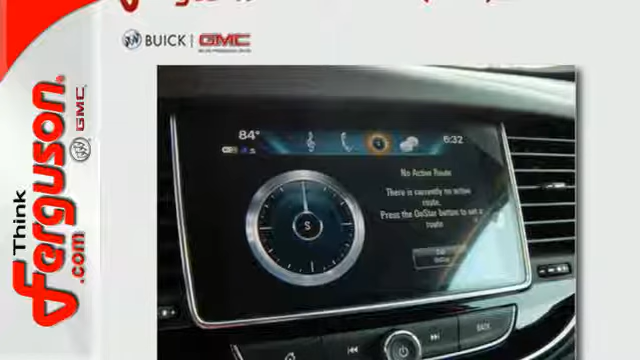 BUICK | GMC
Think
Ferguson.com
GMC
84°
6:32
No Active Route
There is currently no active
route.
Press the OnStar button to set a
route
S
BACK